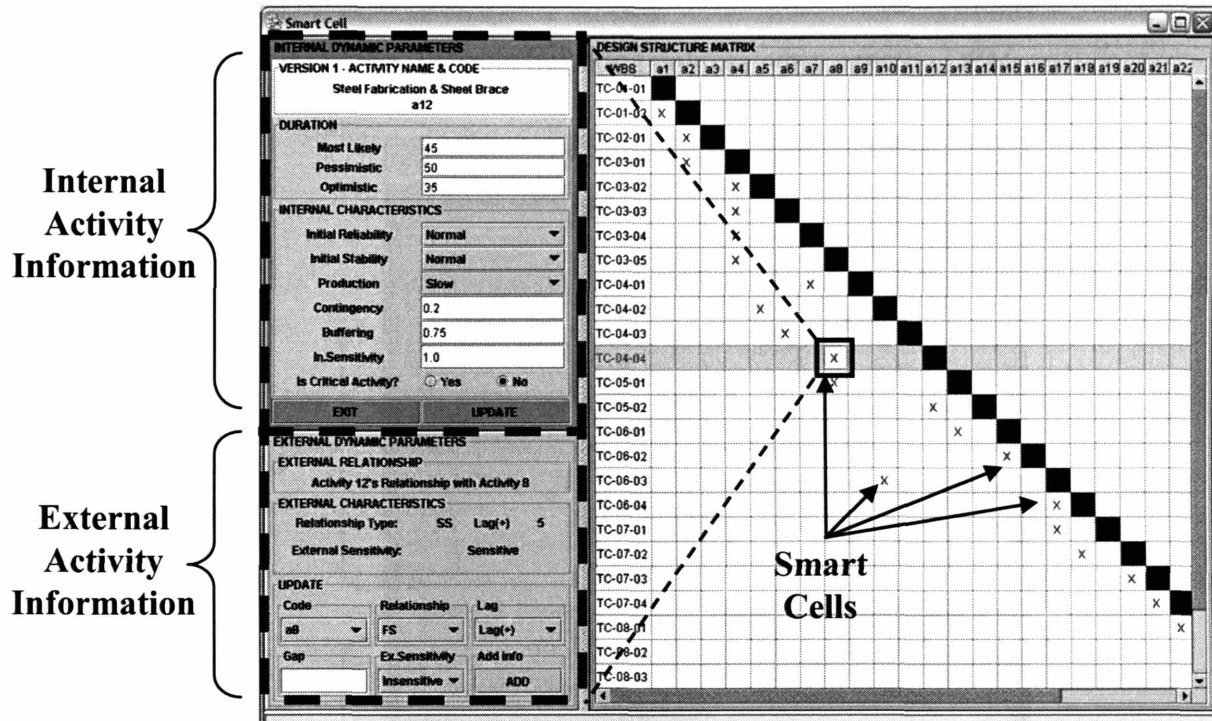 Smart Cell
Internal
Activity
Information
INTERNAL DYNAMIC PARAMETERS
VERSION 1 - ACTIVITY NAME & CODE
Steel Fabrication & Sheet Brace
a12
DURATION
Most Likely 45
Pessimistic 50
Optimistic 35
INTERNAL CHARACTERISTICS
Initial Reliability Normal
Initial Stability Normal
Production Slow
Contingency 0.2
Buffering 0.75
In.Sensitivity 1.0
Is Critical Activity? Yes No
EXIT UPDATE
External
Activity
Information
EXTERNAL DYNAMIC PARAMETERS
EXTERNAL RELATIONSHIP
Activity 12's Relationship with Activity 8
EXTERNAL CHARACTERISTICS
Relationship Type: SS Lag(+) 5
External Sensitivity: Sensitive
UPDATE
Code Relationship Lag
a8 FS Lag(+)
Gap Ex.Sensitivity Add info
Insensitive ADD
DESIGN STRUCTURE MATRIX
WBS a1 a2 a3 a4 a5 a6 a7 a8 a9 a10 a11 a12 a13 a14 a15 a16 a17 a18 a19 a20 a21 a22
TC-01-01
TC-01-02 x
TC-02-01 x
TC-03-01 x
TC-03-02 x
TC-03-03 x
TC-03-04 x
TC-03-05 x
TC-04-01 x
TC-04-02 x
TC-04-03 x
TC-04-04 x
TC-05-01 x
TC-05-02 x
TC-06-01 x
TC-06-02 x
TC-06-03 x
TC-06-04 x
TC-07-01 x
TC-07-02 x
TC-07-03 x
TC-07-04 x
TC-08-01 x
TC-08-02
TC-08-03
Smart
Cells